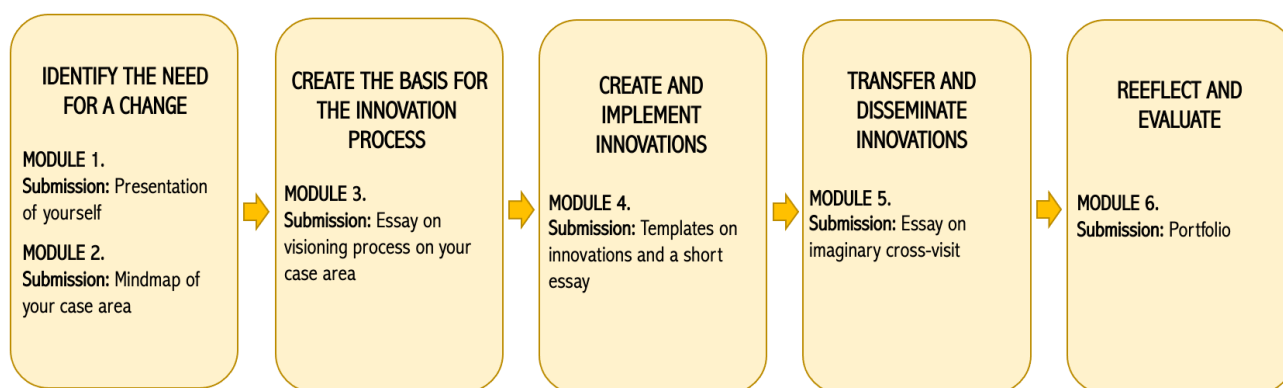 IDENTIFY THE NEED
FOR A CHANGE
MODULE 1.
Submission: Presentation
of yourself
MODULE 2.
Submission: Mindmap of
your case area
CREATE THE BASIS FOR
THE INNOVATION
PROCESS
MODULE 3.
Submission: Essay on
visioning process on your
case area
CREATE AND
IMPLEMENT
INNOVATIONS
MODULE 4.
Submission: Templates on
innovations and a short
essay
TRANSFER AND
DISSEMINATE
INNOVATIONS
MODULE 5.
Submission: Essay on
imaginary cross-visit
REEFLECT AND
EVALUATE
MODULE 6.
Submission: Portfolio